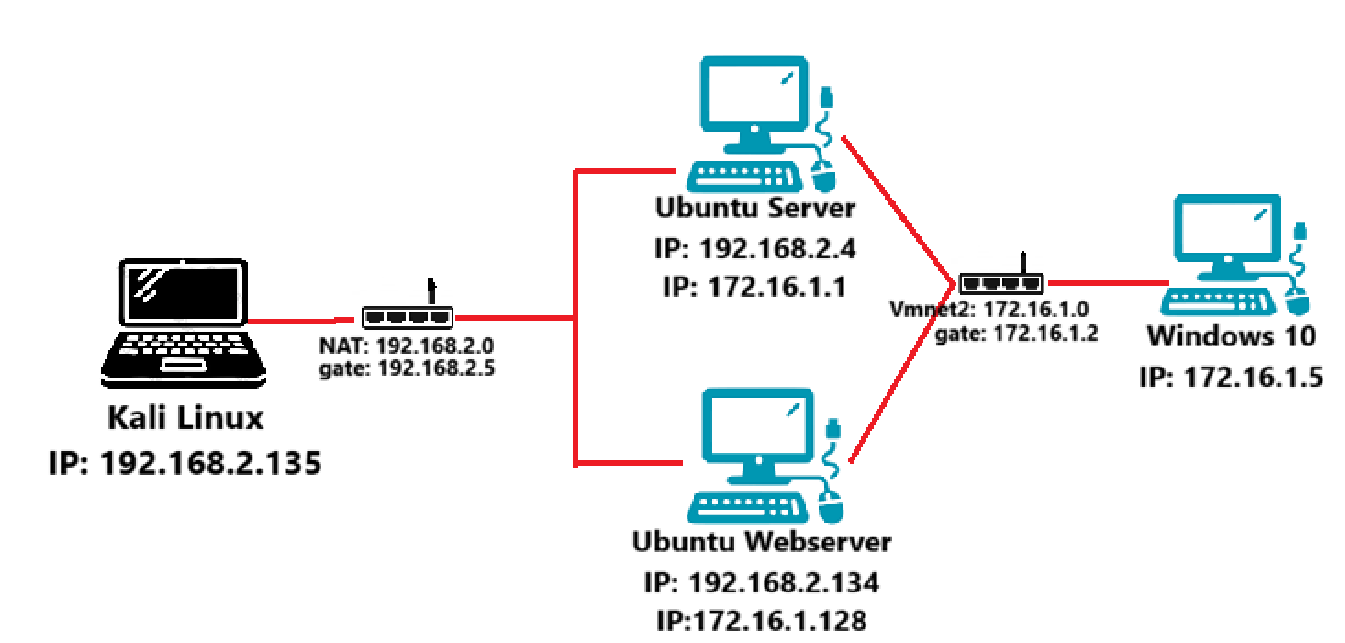 Ubuntu Server
IP: 192.168.2.4
IP: 172.16.1.1
Kali Linux
IP: 192.168.2.135
NAT: 192.168.2.0
gate: 192.168.2.5
Vmnet2: 172.16.1.0
gate: 172.16.1.2
Windows 10
IP: 172.16.1.5
Ubuntu Webserver
IP: 192.168.2.134
IP:172.16.1.128